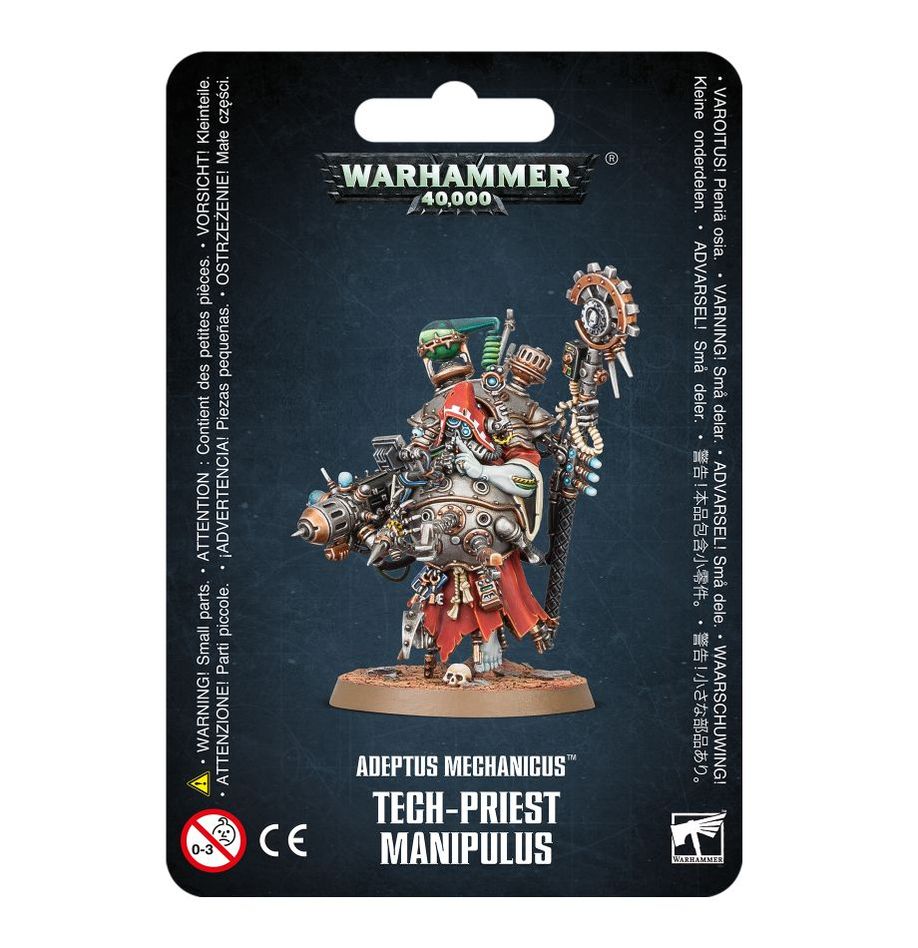 WARHAMMER®
40,000
• WARNING! Small parts. • ATTENTION : Contient des petites pièces. • VORSICHT! Kleinteile.
• ATTENZIONE! Parti piccole. • ¡ADVERTENCIA! Piezas pequeñas. • OSTRZEŻENIE! Małe części.
• VAROITUS! Pieniä osia. • VARNING! Små delar. • ADVARSEL! Små dele. • WAARSCHUWING!
Kleine onderdelen. • ADVARSEL! Små deler. • 警告!本品包含小零件。 • 警告!小さな部品あり。
ADEPTUS MECHANICUS™
TECH-PRIEST
MANIPULUS
0-3
CE
WARHAMMER